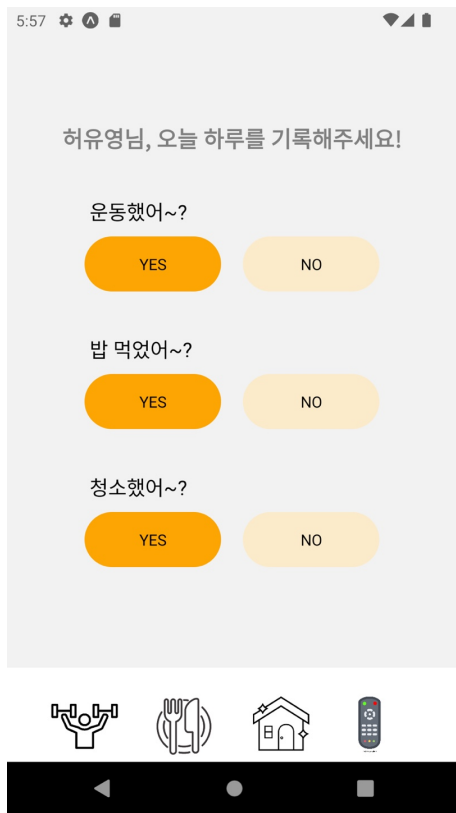 5:57
허유영님, 오늘 하루를 기록해주세요!
운동했어~?
YES NO
밥 먹었어~?
YES NO
청소했어~?
YES NO